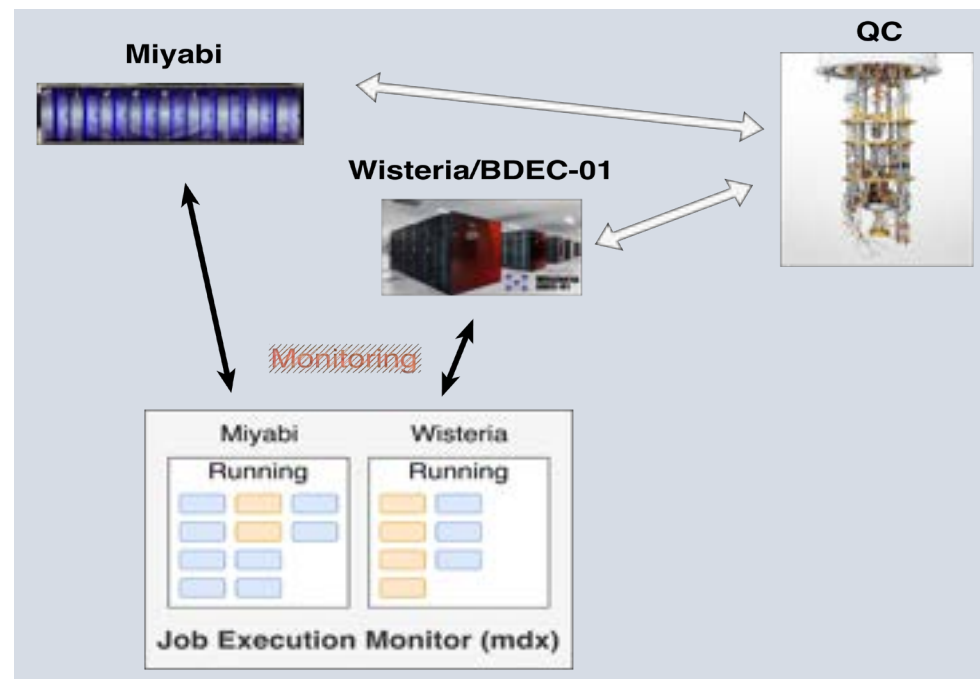 QC
Miyabi
Wisteria/BDEC-01
Monitoring
Miyabi
Wisteria
Running
Running
Job Execution Monitor (mdx)